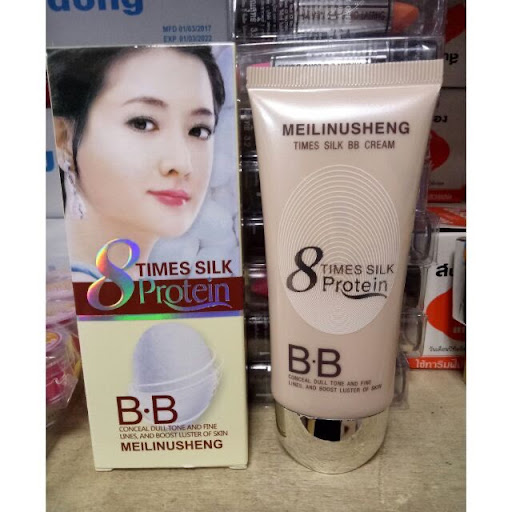 dong
MFD 01/03/2017
EXP 01/03/2022
8 TIMES SILK
Protein
B·B
CONCEAL DULL TONE AND FINE
LINES, AND BOOST LUSTER OF SKIN
MEILINUSHENG
MEILINUSHENG
TIMES SILK BB CREAM
8 TIMES SILK
Protein
B·B
CONCEAL DULL TONE AND FINE
LINES, AND BOOST LUSTER OF SKIN